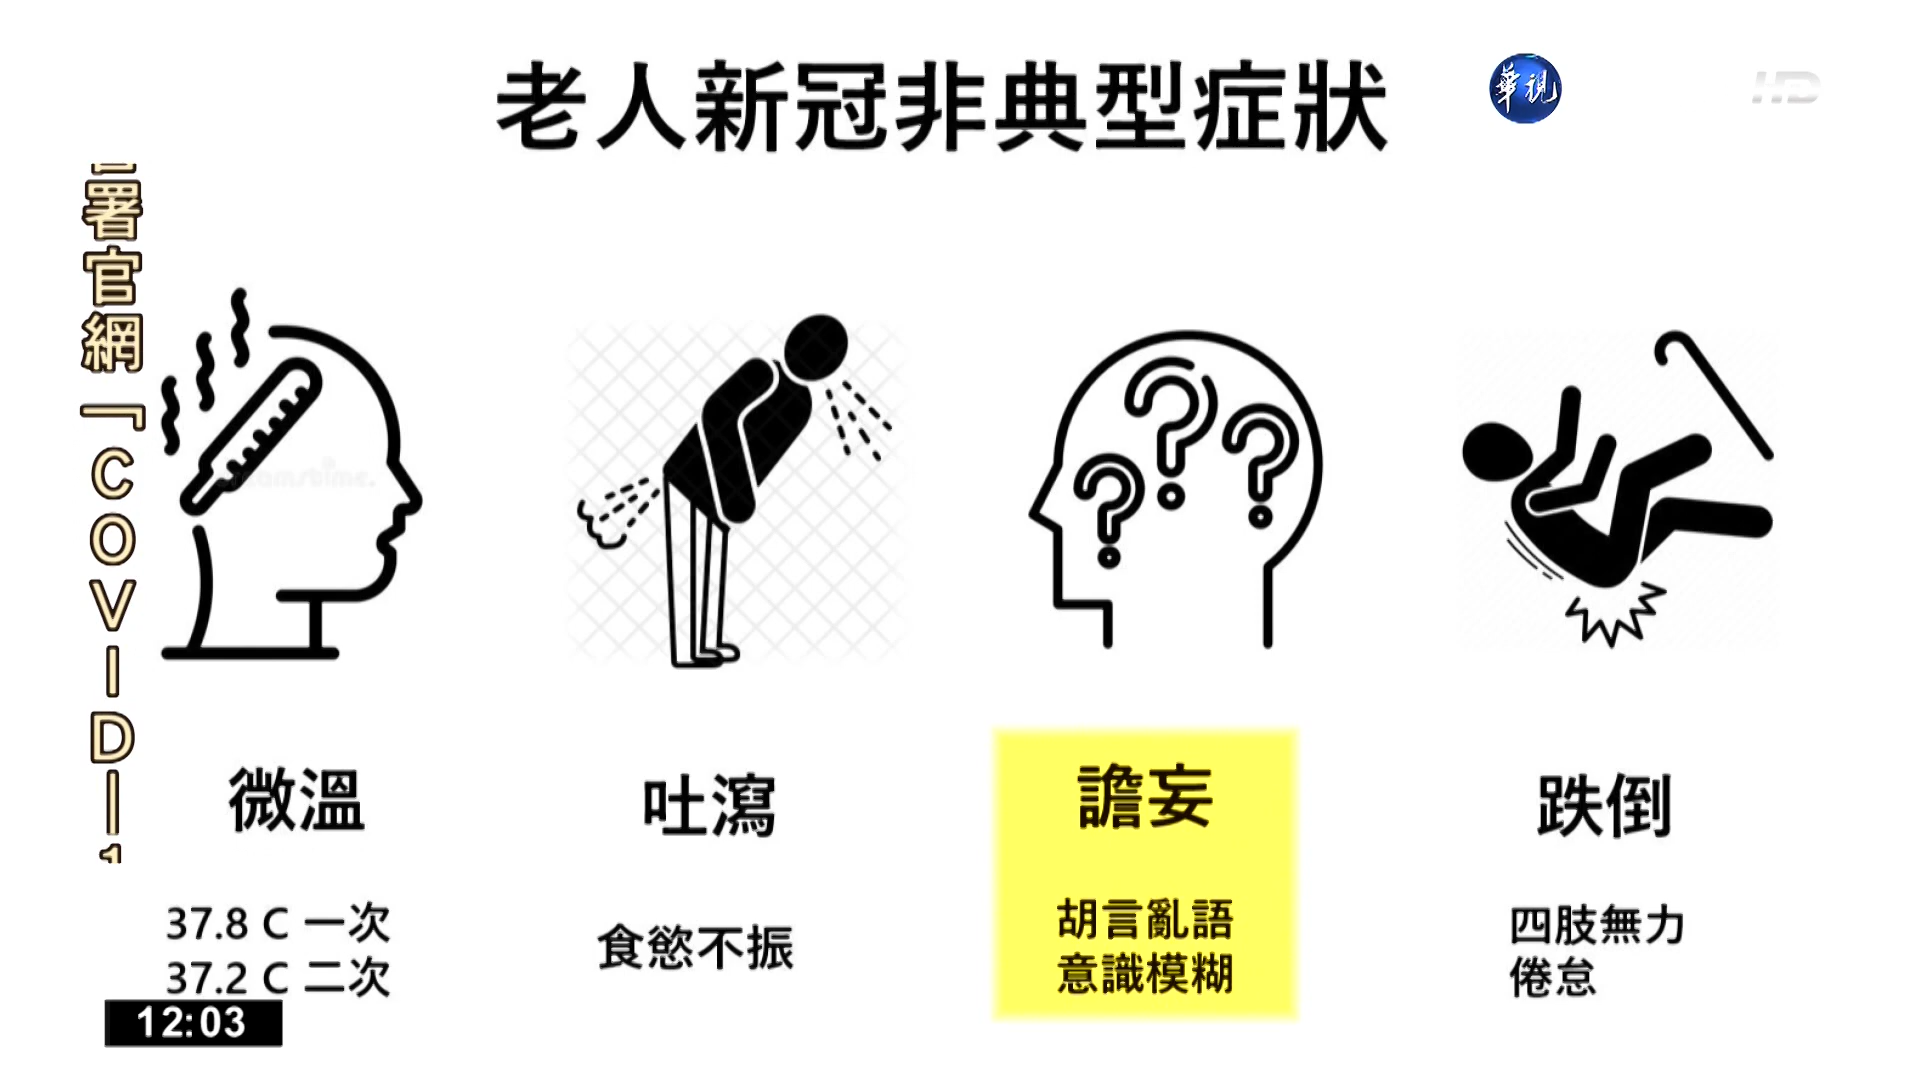 老人新冠非典型症狀
華視
HD
署官網「COVID-1
微溫
37.8 C 一次
37.2 C 二次
吐瀉
食慾不振
譫妄
胡言亂語
意識模糊
跌倒
四肢無力
倦怠
12:03